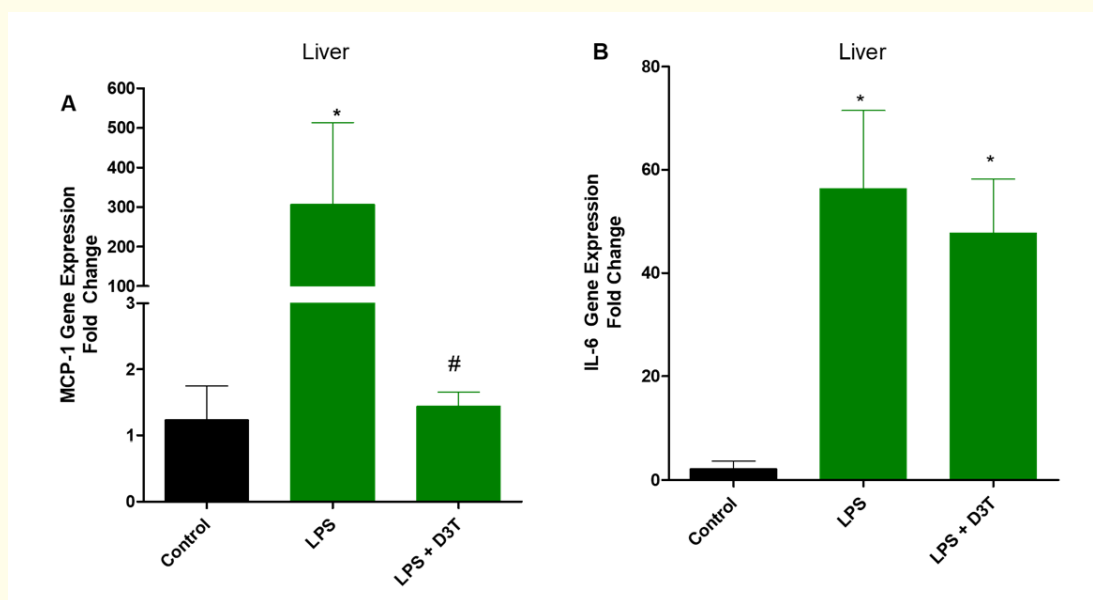 A
Liver
MCP-1 Gene Expression
Fold Change
600
500
400
300
200
100
3
2
1
0
*
#
Control
LPS
LPS + D3T
B
Liver
IL-6 Gene Expression
Fold Change
80
60
40
20
0
*
*
Control
LPS
LPS + D3T